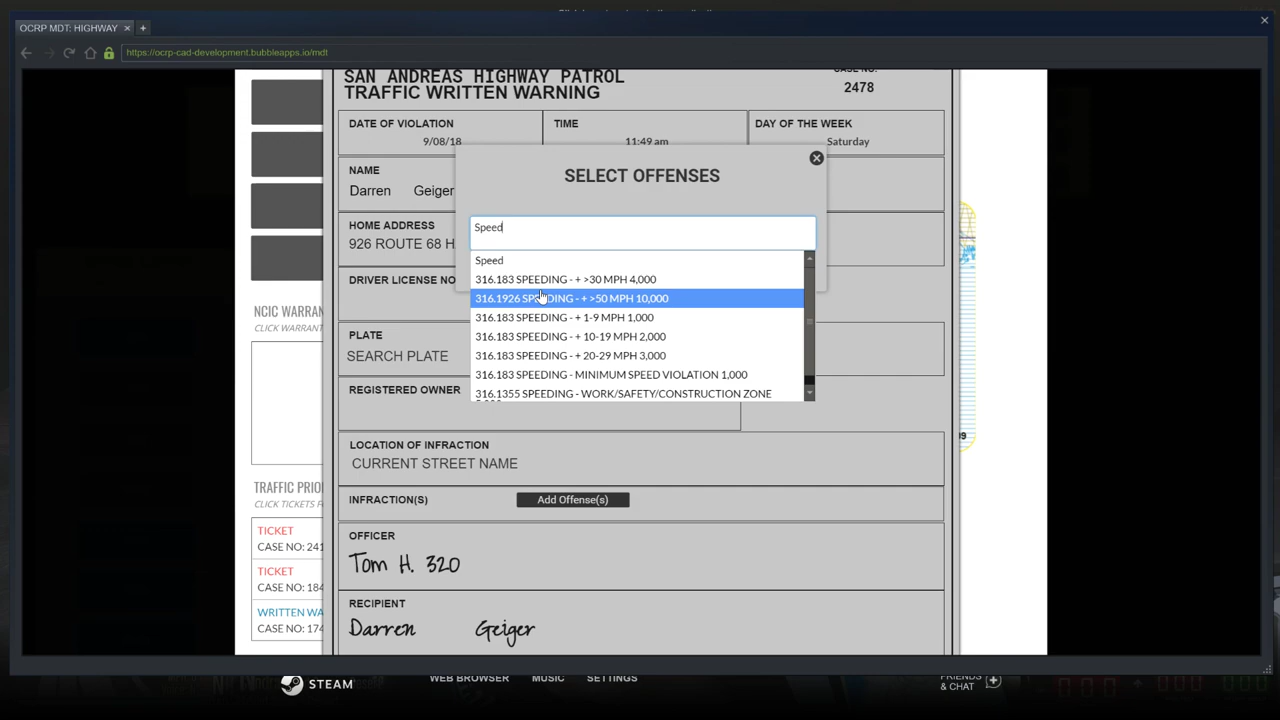 OCRP MDT: HIGHWAY × +
https://ocrp-cad-development.bubbleapps.io/mdt
SAN ANDREAS HIGHWAY PATROL
TRAFFIC WRITTEN WARNING
CASE NO:
2478
DATE OF VIOLATION
9/08/18
TIME
11:49 am
DAY OF THE WEEK
Saturday
NAME
Darren Geiger
SELECT OFFENSES
Speed
HOME ADDRESS
926 ROUTE 68 H
DRIVER LICENSE NO
Speed
316.183 SPEEDING - + >30 MPH 4,000
316.1926 SPEEDING - + >50 MPH 10,000
316.183 SPEEDING - + 1-9 MPH 1,000
316.183 SPEEDING - + 10-19 MPH 2,000
316.183 SPEEDING - + 20-29 MPH 3,000
316.183 SPEEDING - MINIMUM SPEED VIOLATION 1,000
316.1355 SPEEDING - WORK/SAFETY/CONSTRUCTION ZONE
NCIC WARRANT
CLICK WARRANT
PLATE
SEARCH PLATE
REGISTERED OWNER
LOCATION OF INFRACTION
CURRENT STREET NAME
INFRACTION(S)
Add Offense(s)
TRAFFIC PRIO
CLICK TICKETS F
TICKET
CASE NO: 241
TICKET
CASE NO: 184
WRITTEN WA
CASE NO: 174
OFFICER
Tom H. 320
RECIPIENT
Darren Geiger
STEAM
WEB BROWSER
MUSIC
SETTINGS
FRIENDS
& CHAT